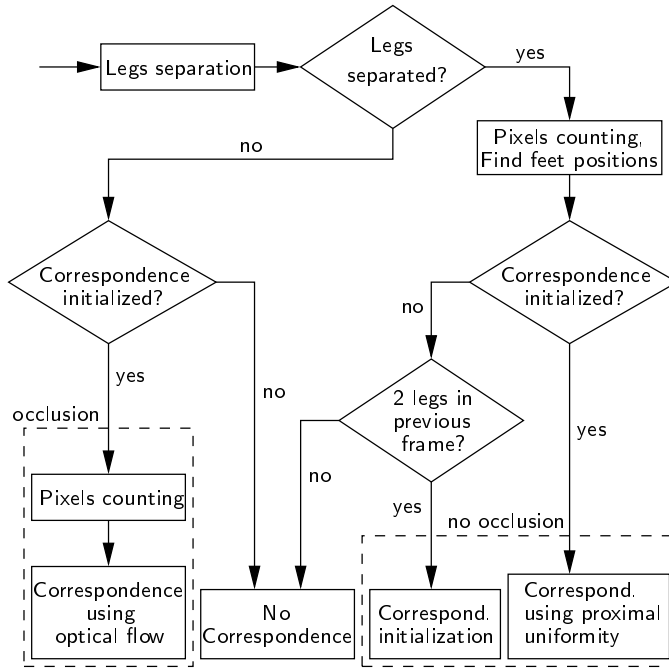 Legs separation
Legs
separated?
yes
Pixels counting,
Find feet positions
no
Correspondence
initialized?
Correspondence
initialized?
no
yes
no
2 legs in
previous
frame?
occlusion
yes
no
yes
no occlusion
Pixels counting
Correspondence
using
optical flow
No
Correspondence
Correspond.
initialization
Correspond.
using proximal
uniformity